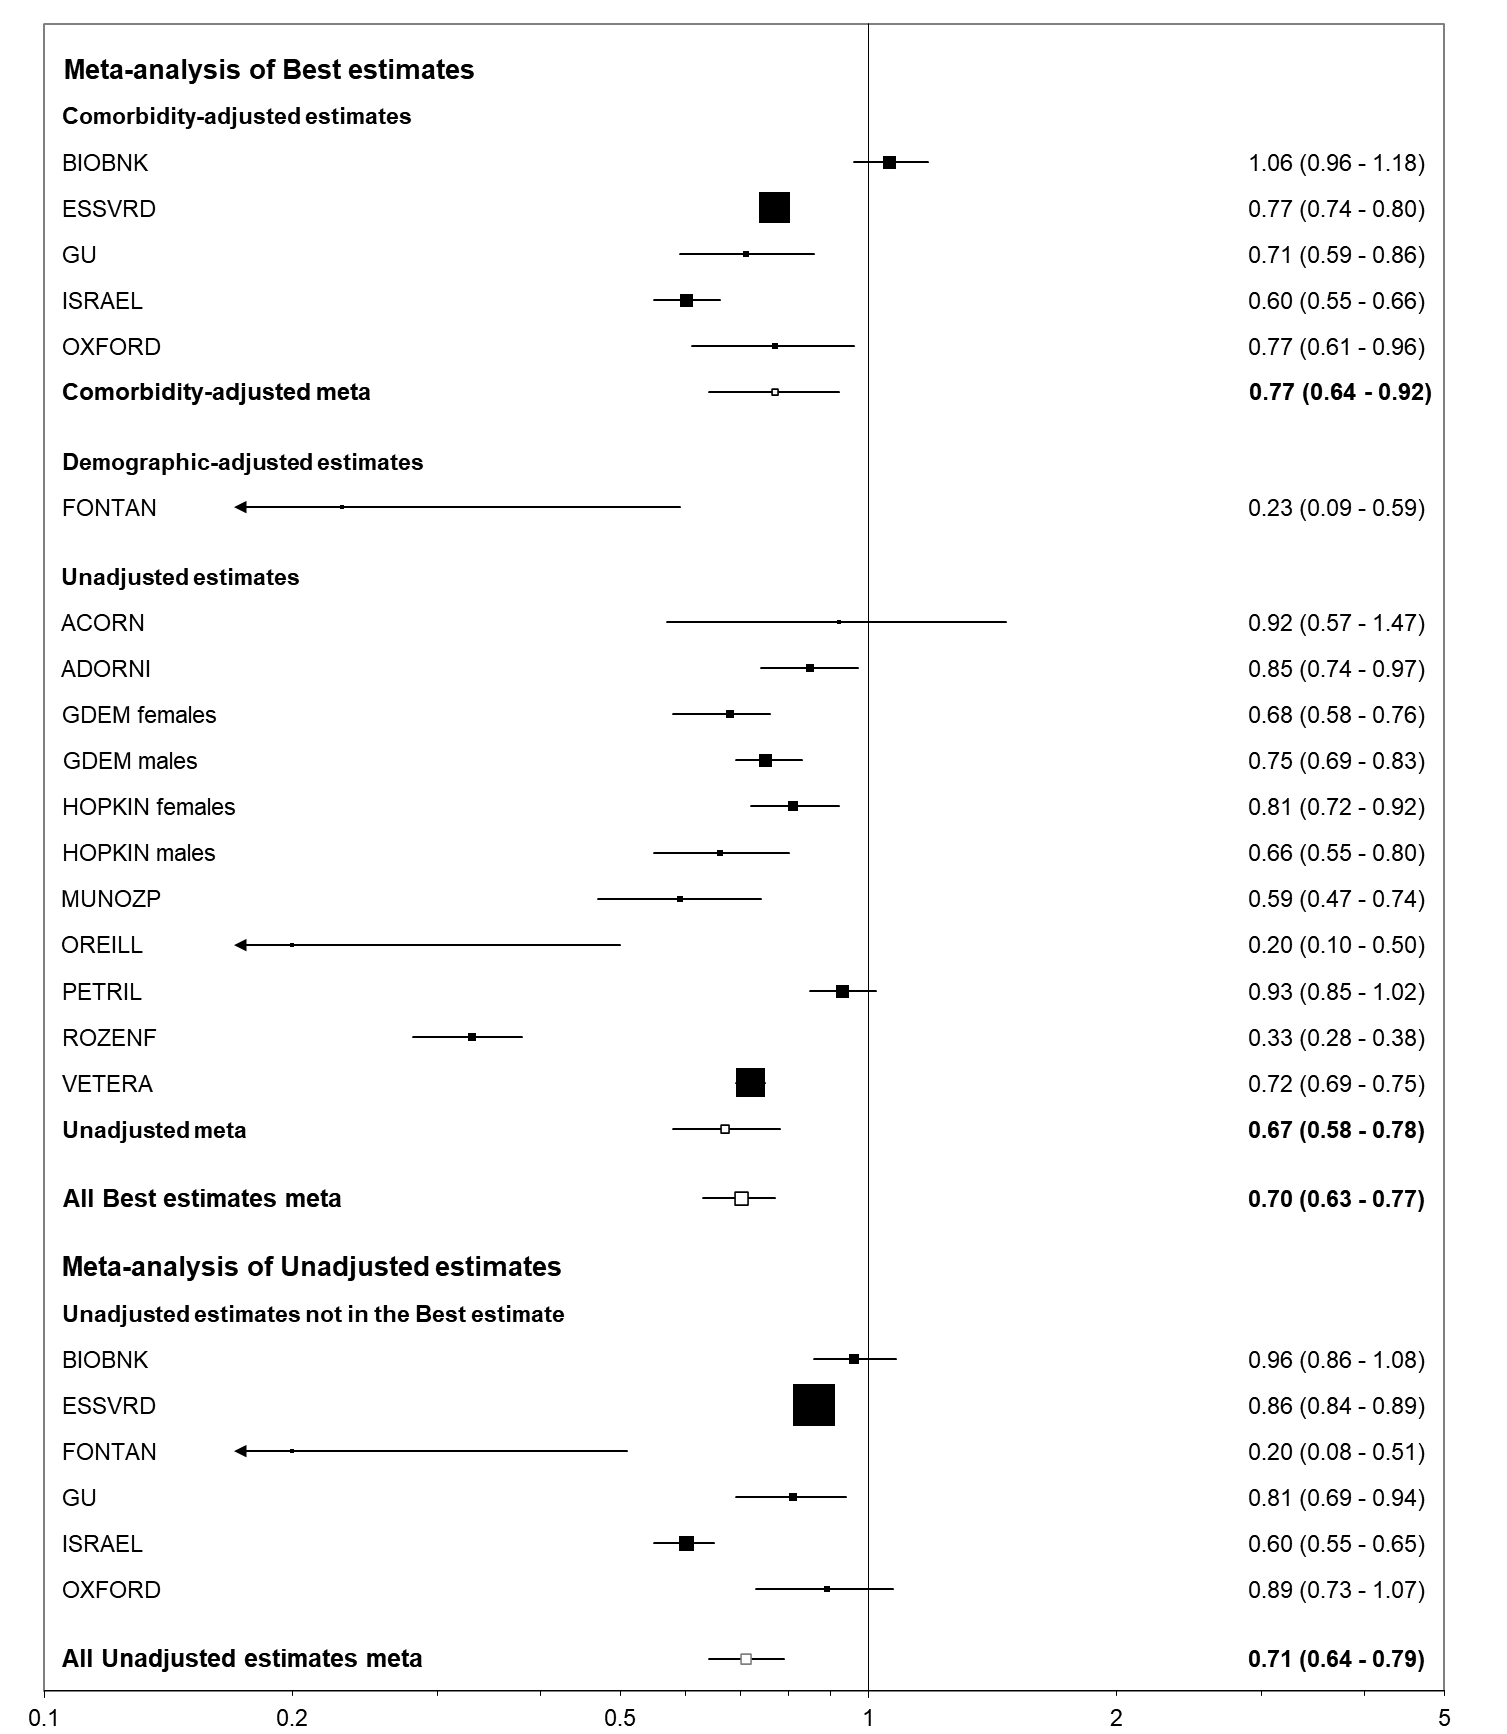 Meta-analysis of Best estimates
Comorbidity-adjusted estimates
BIOBNK 1.06 (0.96 - 1.18)
ESSVRD 0.77 (0.74 - 0.80)
GU 0.71 (0.59 - 0.86)
ISRAEL 0.60 (0.55 - 0.66)
OXFORD 0.77 (0.61 - 0.96)
Comorbidity-adjusted meta 0.77 (0.64 - 0.92)
Demographic-adjusted estimates
FONTAN 0.23 (0.09 - 0.59)
Unadjusted estimates
ACORN 0.92 (0.57 - 1.47)
ADORNI 0.85 (0.74 - 0.97)
GDEM females 0.68 (0.58 - 0.76)
GDEM males 0.75 (0.69 - 0.83)
HOPKIN females 0.81 (0.72 - 0.92)
HOPKIN males 0.66 (0.55 - 0.80)
MUNOZP 0.59 (0.47 - 0.74)
OREILL 0.20 (0.10 - 0.50)
PETRIL 0.93 (0.85 - 1.02)
ROZENF 0.33 (0.28 - 0.38)
VETERA 0.72 (0.69 - 0.75)
Unadjusted meta 0.67 (0.58 - 0.78)
All Best estimates meta 0.70 (0.63 - 0.77)
Meta-analysis of Unadjusted estimates
Unadjusted estimates not in the Best estimate
BIOBNK 0.96 (0.86 - 1.08)
ESSVRD 0.86 (0.84 - 0.89)
FONTAN 0.20 (0.08 - 0.51)
GU 0.81 (0.69 - 0.94)
ISRAEL 0.60 (0.55 - 0.65)
OXFORD 0.89 (0.73 - 1.07)
All Unadjusted estimates meta 0.71 (0.64 - 0.79)
0.1 0.2 0.5 1 2 5